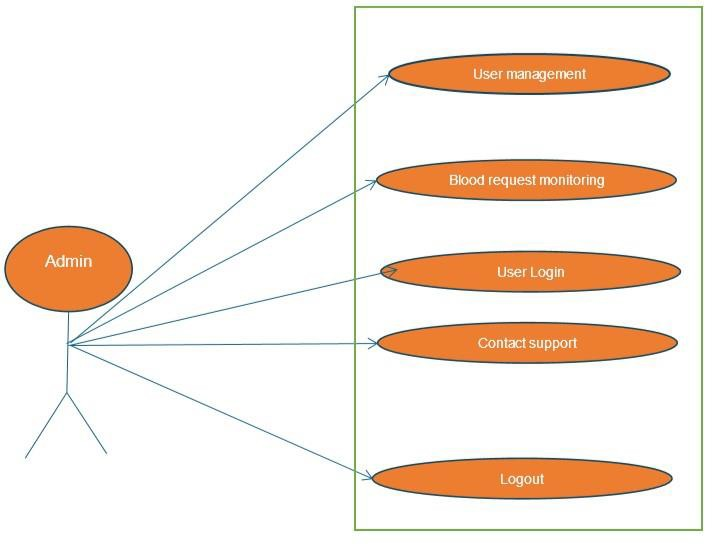 User management
Blood request monitoring
Admin
User Login
Contact support
Logout